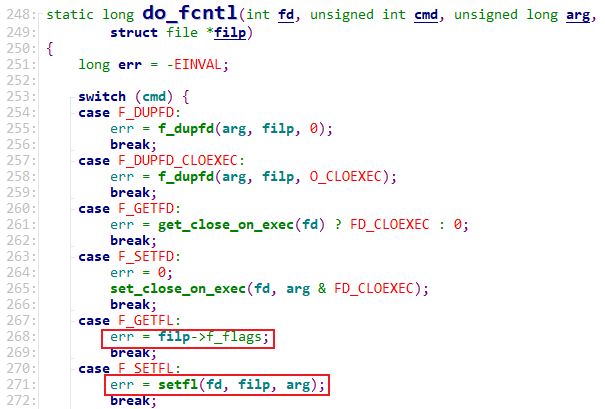 248: static long do_fcntl(int fd, unsigned int cmd, unsigned long arg,
249:         struct file *filp)
250: {
251:     long err = -EINVAL;
252:
253:     switch (cmd) {
254:     case F_DUPFD:
255:         err = f_dupfd(arg, filp, 0);
256:         break;
257:     case F_DUPFD_CLOEXEC:
258:         err = f_dupfd(arg, filp, O_CLOEXEC);
259:         break;
260:     case F_GETFD:
261:         err = get_close_on_exec(fd) ? FD_CLOEXEC : 0;
262:         break;
263:     case F_SETFD:
264:         err = 0;
265:         set_close_on_exec(fd, arg & FD_CLOEXEC);
266:         break;
267:     case F_GETFL:
268:         err = filp->f_flags;
269:         break;
270:     case F_SETFL:
271:         err = setfl(fd, filp, arg);
272:         break;